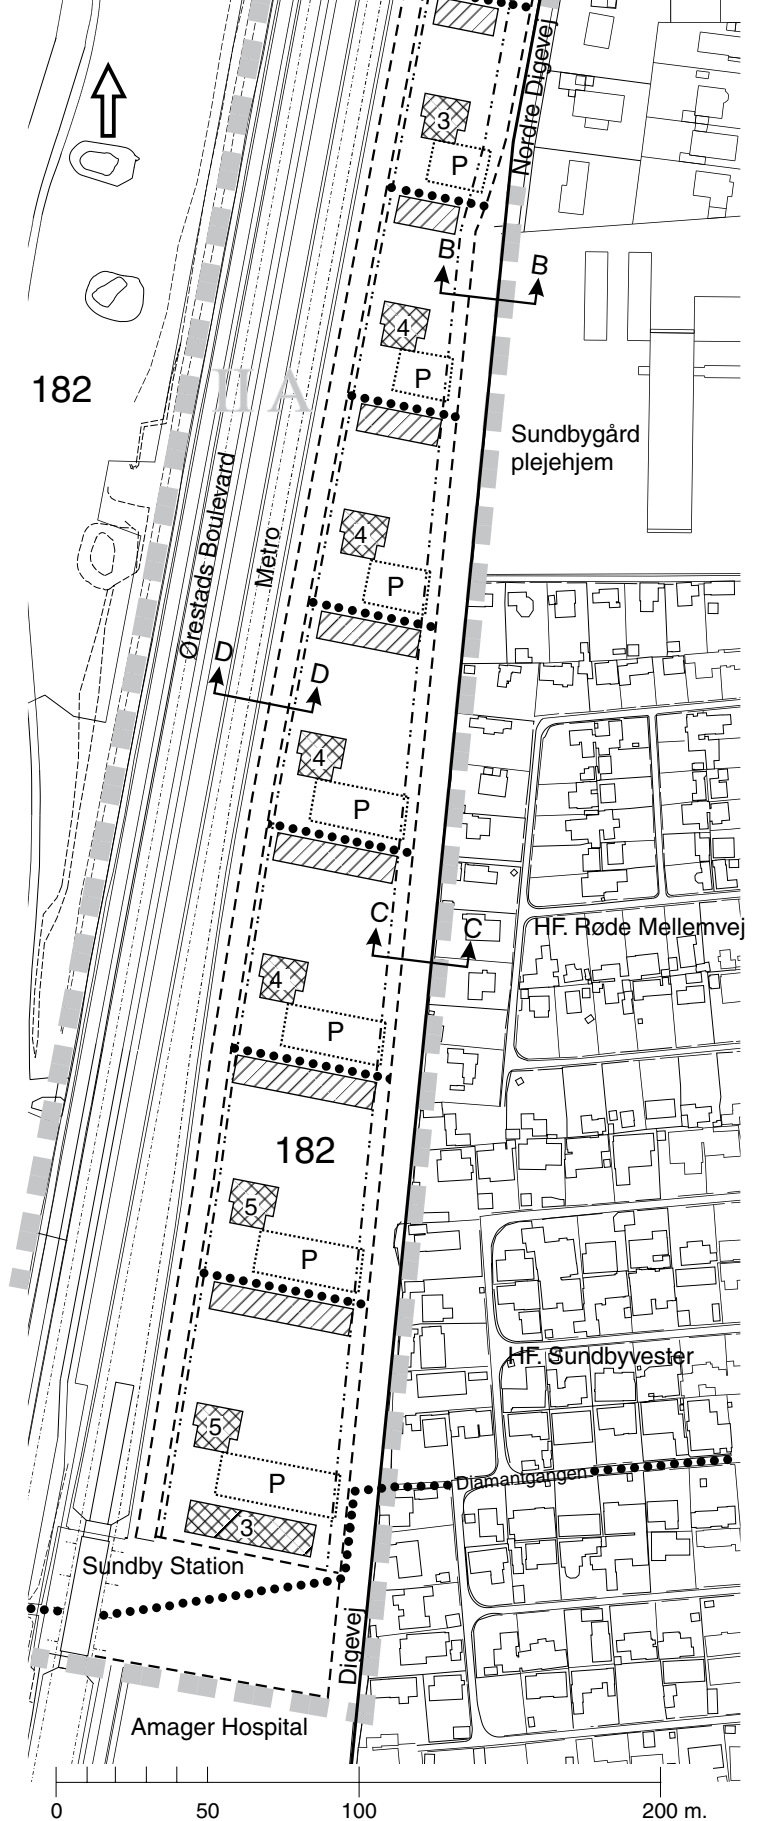 Nordre Digevej
3
P
B
B
4
182
II A
P
Sundbygård
plejehjem
Ørestads Boulevard
Metro
4
P
D
D
4
P
C
C
HF. Røde Mellemvej
4
P
182
5
P
HF. Sundbyvester
5
P
Diamantgangen
3
Sundby Station
Digevej
Amager Hospital
0 50 100 200 m.